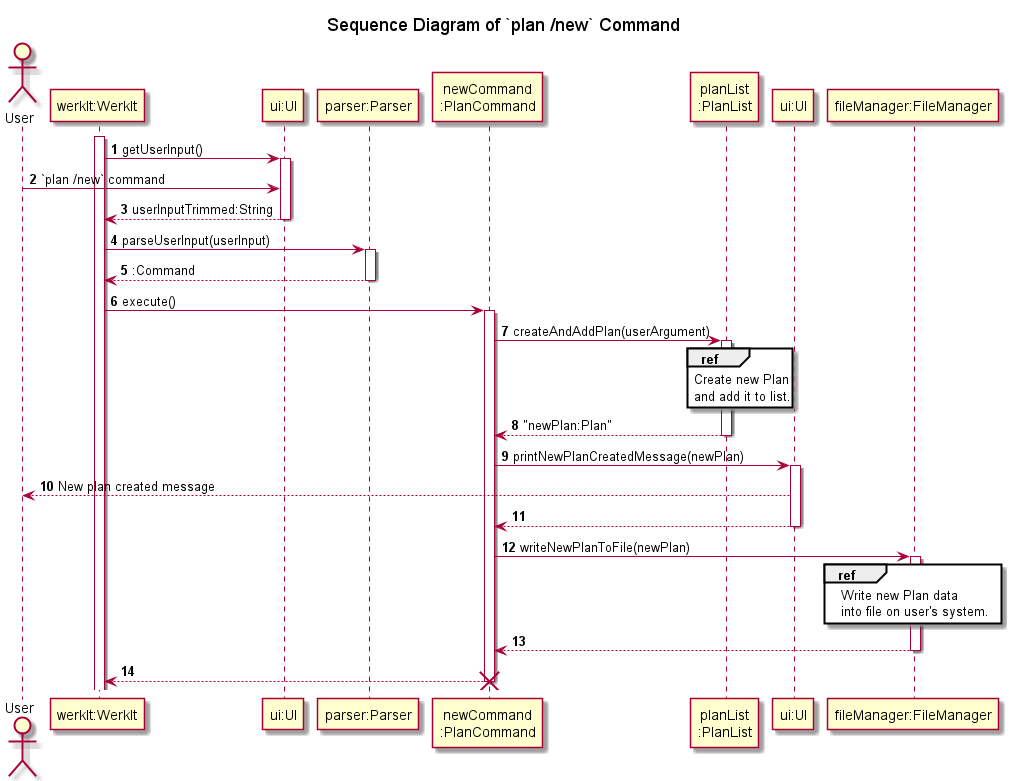 Sequence Diagram of `plan /new` Command
User
werkIt:WerkIt
ui:UI
parser:Parser
newCommand
:PlanCommand
planList
:PlanList
ui:UI
fileManager:FileManager
1 getUserInput()
2 `plan /new` command
3 userInputTrimmed:String
4 parseUserInput(userInput)
5 :Command
6 execute()
7 createAndAddPlan(userArgument)
ref
Create new Plan
and add it to list.
8 "newPlan:Plan"
9 printNewPlanCreatedMessage(newPlan)
10 New plan created message
11
12 writeNewPlanToFile(newPlan)
ref
Write new Plan data
into file on user's system.
13
14
User
werkIt:WerkIt
ui:UI
parser:Parser
newCommand
:PlanCommand
planList
:PlanList
ui:UI
fileManager:FileManager